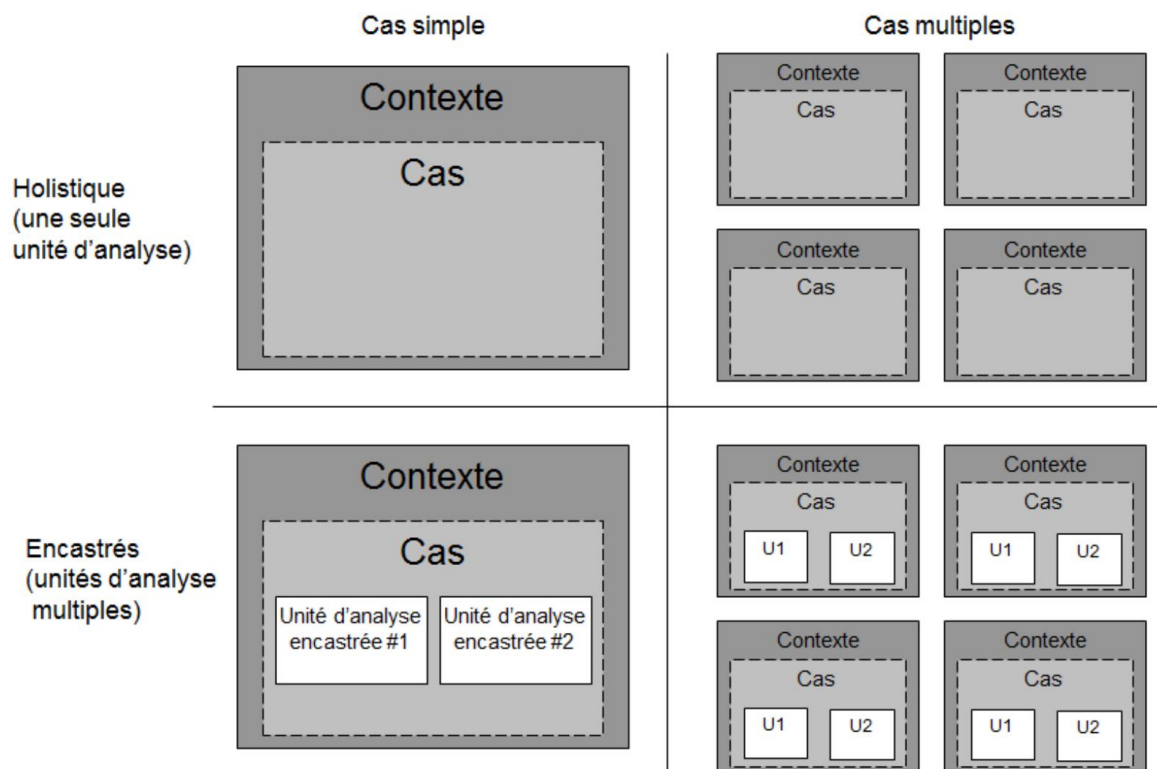 Cas simple
Cas multiples
Holistique
(une seule
unité d'analyse)
Contexte
Cas
Contexte
Cas
Contexte
Cas
Contexte
Cas
Contexte
Cas
Encastrés
(unités d'analyse
multiples)
Contexte
Cas
Unité d'analyse
encastrée #1
Unité d'analyse
encastrée #2
Contexte
Cas
U1
U2
Contexte
Cas
U1
U2
Contexte
Cas
U1
U2
Contexte
Cas
U1
U2